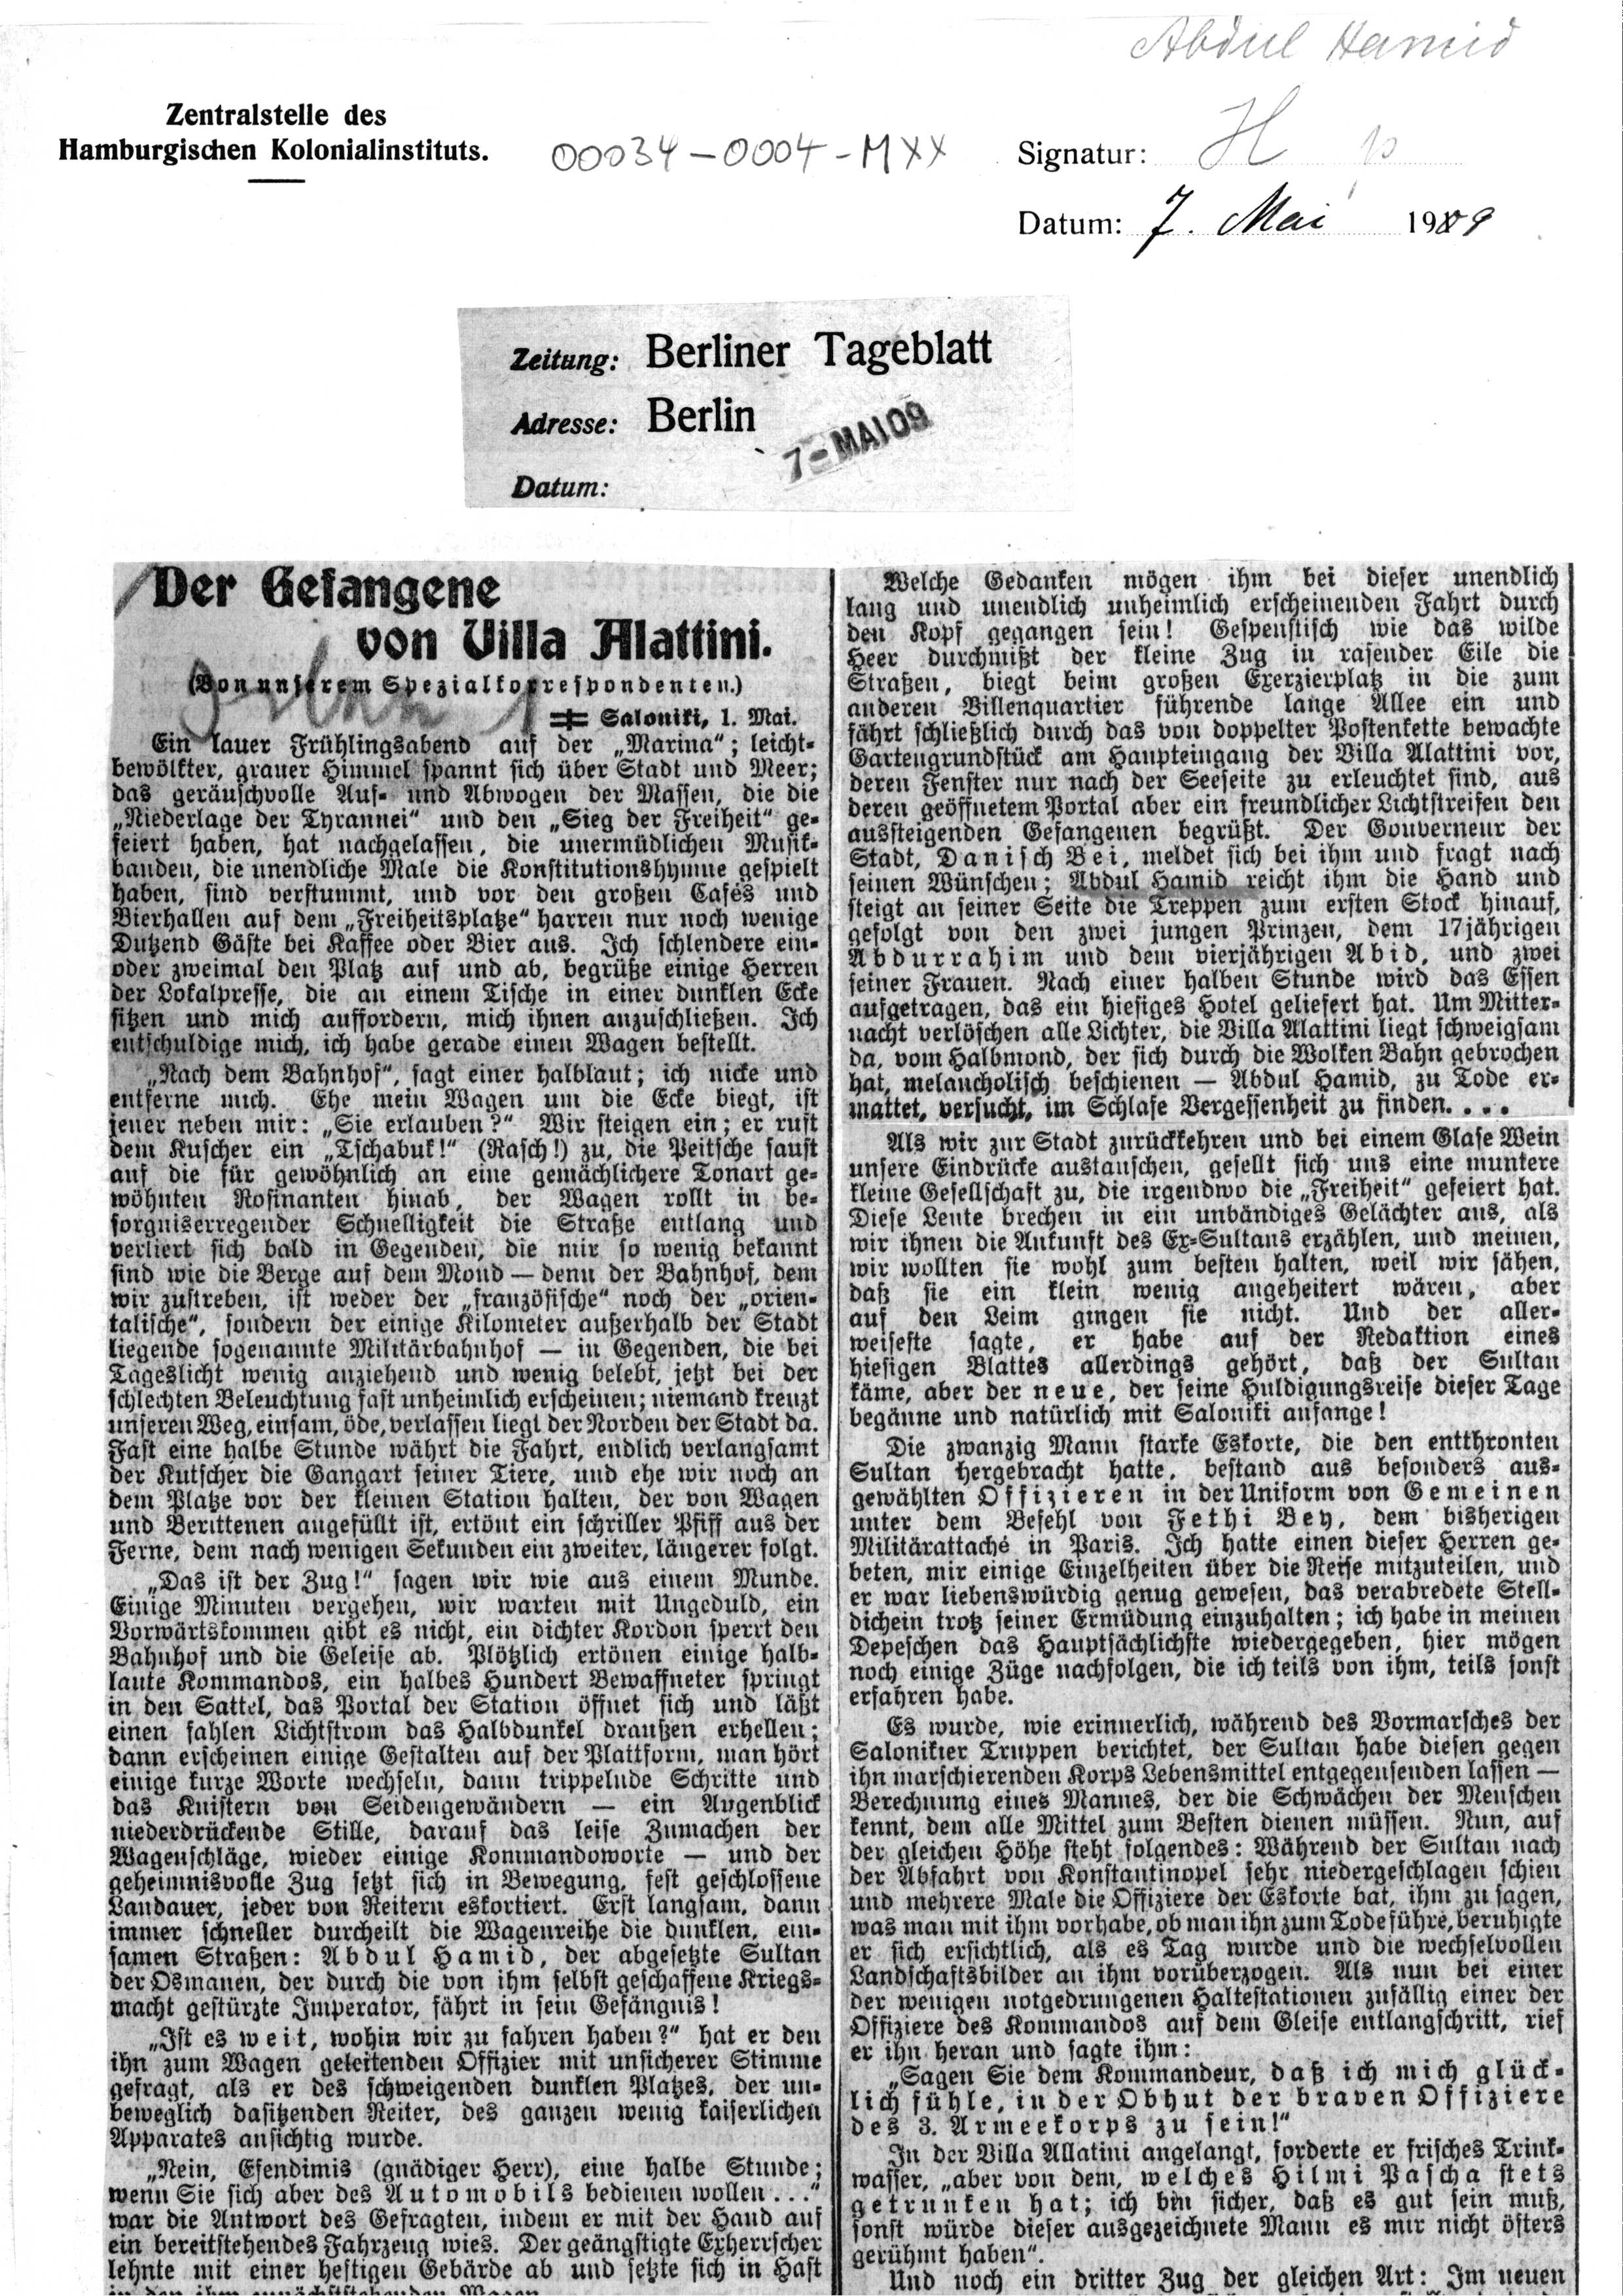 Abdul Hamid
Zentralstelle des
Hamburgischen Kolonialinstituts.
00034-0004-MXX
Signatur: H
Datum: 7. Mai 1909
Zeitung: Berliner Tageblatt
Adresse: Berlin
7-MAI 09
Datum:
Der Gefangene
von Villa Alattini.
(Von unserem Spezialkorrespondenten.)
Saloniki, 1. Mai.
Ein lauer Frühlingsabend auf der „Marina“; leicht-
bewölkter, grauer Himmel spannt sich über Stadt und Meer;
das geräuschvolle Auf- und Abwogen der Massen, die die
„Niederlage der Tyrannei“ und den „Sieg der Freiheit“ ge-
feiert haben, hat nachgelassen, die unermüdlichen Musik-
banden, die unendliche Male die Konstitutionshymne gespielt
haben, sind verstummt, und vor den großen Cafés und
Bierhallen auf dem „Freiheitsplatze“ harren nur noch wenige
Dutzend Gäste bei Kaffee oder Bier aus. Ich schlendere ein-
oder zweimal den Platz auf und ab, begrüße einige Herren
der Lokalpresse, die an einem Tische in einer dunklen Ecke
sitzen und mich auffordern, mich ihnen anzuschließen. Ich
entschuldige mich, ich habe gerade einen Wagen bestellt.
„Nach dem Bahnhof“, sagt einer halblaut; ich nicke und
entferne mich. Ehe mein Wagen um die Ecke biegt, ist
jener neben mir: „Sie erlauben?“ Wir steigen ein; er ruft
dem Kuscher ein „Tschabuk!“ (Rasch!) zu, die Peitsche saust
auf die für gewöhnlich an eine gemächlichere Tonart ge-
wöhnten Rosinanten hinab, der Wagen rollt in be-
sorgniserregender Schnelligkeit die Straße entlang und
verliert sich bald in Gegenden, die mir so wenig bekannt
sind wie die Berge auf dem Mond — denn der Bahnhof, dem
wir zustreben, ist weder der „französische“ noch der „orien-
talische“, sondern der einige Kilometer außerhalb der Stadt
liegende sogenannte Militärbahnhof — in Gegenden, die bei
Tageslicht wenig anziehend und wenig belebt, jetzt bei der
schlechten Beleuchtung fast unheimlich erscheinen; niemand kreuzt
unseren Weg, einsam, öde, verlassen liegt der Norden der Stadt da.
Fast eine halbe Stunde währt die Fahrt, endlich verlangsamt
der Kutscher die Gangart seiner Tiere, und ehe wir noch an
dem Platze vor der kleinen Station halten, der von Wagen
und Berittenen angefüllt ist, ertönt ein schriller Pfiff aus der
Ferne, dem nach wenigen Sekunden ein zweiter, längerer folgt.
„Das ist der Zug!“ sagen wir wie aus einem Munde.
Einige Minuten vergehen, wir warten mit Ungeduld, ein
Vorwärtskommen gibt es nicht, ein dichter Kordon sperrt den
Bahnhof und die Geleise ab. Plötzlich ertönen einige halb-
laute Kommandos, ein halbes Hundert Bewaffneter springt
in den Sattel, das Portal der Station öffnet sich und läßt
einen fahlen Lichtstrom das Halbdunkel draußen erhellen;
dann erscheinen einige Gestalten auf der Plattform, man hört
einige kurze Worte wechseln, dann trippelnde Schritte und
das Knistern von Seidengewändern — ein Augenblick
niederdrückende Stille, darauf das leise Zumachen der
Wagenschläge, wieder einige Kommandoworte — und der
geheimnisvolle Zug setzt sich in Bewegung, fest geschlossene
Landauer, jeder von Reitern eskortiert. Erst langsam, dann
immer schneller durcheilt die Wagenreihe die dunklen, ein-
samen Straßen: Abdul Hamid, der abgesetzte Sultan
der Osmanen, der durch die von ihm selbst geschaffene Kriegs-
macht gestürzte Imperator, fährt in sein Gefängnis!
„Ist es weit, wohin wir zu fahren haben?“ hat er den
ihn zum Wagen geleitenden Offizier mit unsicherer Stimme
gefragt, als er des schweigenden dunklen Platzes, der un-
beweglich dasitzenden Reiter, des ganzen wenig kaiserlichen
Apparates ansichtig wurde.
„Nein, Efendimis (gnädiger Herr), eine halbe Stunde;
wenn Sie sich aber des Automobils bedienen wollen ...“
war die Antwort des Gefragten, indem er mit der Hand auf
ein bereitstehendes Fahrzeug wies. Der geängstigte Exherrscher
lehnte mit einer heftigen Gebärde ab und setzte sich in Hast
in den ihm zunächststehenden Wagen.
Welche Gedanken mögen ihm bei dieser unendlich
lang und unendlich unheimlich erscheinenden Fahrt durch
den Kopf gegangen sein! Gespenstisch wie das wilde
Heer durchmißt der kleine Zug in rasender Eile die
Straßen, biegt beim großen Exerzierplatz in die zum
anderen Villenquartier führende lange Allee ein und
fährt schließlich durch das von doppelter Postenkette bewachte
Gartengrundstück am Haupteingang der Villa Alattini vor,
deren Fenster nur nach der Seeseite zu erleuchtet sind, aus
deren geöffnetem Portal aber ein freundlicher Lichtstreifen den
aussteigenden Gefangenen begrüßt. Der Gouverneur der
Stadt, Danisch Bei, meldet sich bei ihm und fragt nach
seinen Wünschen; Abdul Hamid reicht ihm die Hand und
steigt an seiner Seite die Treppen zum ersten Stock hinauf,
gefolgt von den zwei jungen Prinzen, dem 17jährigen
Abdurrahim und dem vierjährigen Abid, und zwei
seiner Frauen. Nach einer halben Stunde wird das Essen
aufgetragen, das ein hiesiges Hotel geliefert hat. Um Mitter-
nacht verlöschen alle Lichter, die Villa Alattini liegt schweigsam
da, vom Halbmond, der sich durch die Wolken Bahn gebrochen
hat, melancholisch beschienen — Abdul Hamid, zu Tode er-
mattet, versucht, im Schlafe Vergessenheit zu finden. . . .
Als wir zur Stadt zurückkehren und bei einem Glase Wein
unsere Eindrücke austauschen, gesellt sich uns eine muntere
kleine Gesellschaft zu, die irgendwo die „Freiheit“ gefeiert hat.
Diese Leute brechen in ein unbändiges Gelächter aus, als
wir ihnen die Ankunft des Ex-Sultans erzählen, und meinen,
wir wollten sie wohl zum besten halten, weil wir sähen,
daß sie ein klein wenig angeheitert wären, aber
auf den Leim gingen sie nicht. Und der aller-
weiseste sagte, er habe auf der Redaktion eines
hiesigen Blattes allerdings gehört, daß der Sultan
käme, aber der neue, der seine Huldigungsreise dieser Tage
begänne und natürlich mit Saloniki anfange!
Die zwanzig Mann starke Eskorte, die den entthronten
Sultan hergebracht hatte, bestand aus besonders aus-
gewählten Offizieren in der Uniform von Gemeinen
unter dem Befehl von Fethi Bey, dem bisherigen
Militärattaché in Paris. Ich hatte einen dieser Herren ge-
beten, mir einige Einzelheiten über die Reise mitzuteilen, und
er war liebenswürdig genug gewesen, das verabredete Stell-
dichein trotz seiner Ermüdung einzuhalten; ich habe in meinen
Depeschen das Hauptsächlichste wiedergegeben, hier mögen
noch einige Züge nachfolgen, die ich teils von ihm, teils sonst
erfahren habe.
Es wurde, wie erinnerlich, während des Vormarsches der
Salonikier Truppen berichtet, der Sultan habe diesen gegen
ihn marschierenden Korps Lebensmittel entgegensenden lassen —
Berechnung eines Mannes, der die Schwächen der Menschen
kennt, dem alle Mittel zum Besten dienen müssen. Nun, auf
der gleichen Höhe steht folgendes: Während der Sultan nach
der Abfahrt von Konstantinopel sehr niedergeschlagen schien
und mehrere Male die Offiziere der Eskorte bat, ihm zu sagen,
was man mit ihm vorhabe, ob man ihn zum Tode führe, beruhigte
er sich ersichtlich, als es Tag wurde und die wechselvollen
Landschaftsbilder an ihm vorüberzogen. Als nun bei einer
der wenigen notgedrungenen Haltestationen zufällig einer der
Offiziere des Kommandos auf dem Gleise entlangschritt, rief
er ihn heran und sagte ihm:
„Sagen Sie dem Kommandeur, daß ich mich glück-
lich fühle, in der Obhut der braven Offiziere
des 3. Armeekorps zu sein!“
In der Villa Allatini angelangt, forderte er frisches Trink-
wasser, „aber von dem, welches Hilmi Pascha stets
getrunken hat; ich bin sicher, daß es gut sein muß,
sonst würde dieser ausgezeichnete Mann es mir nicht öfters
gerühmt haben“.
Und noch ein dritter Zug der gleichen Art: Im neuen